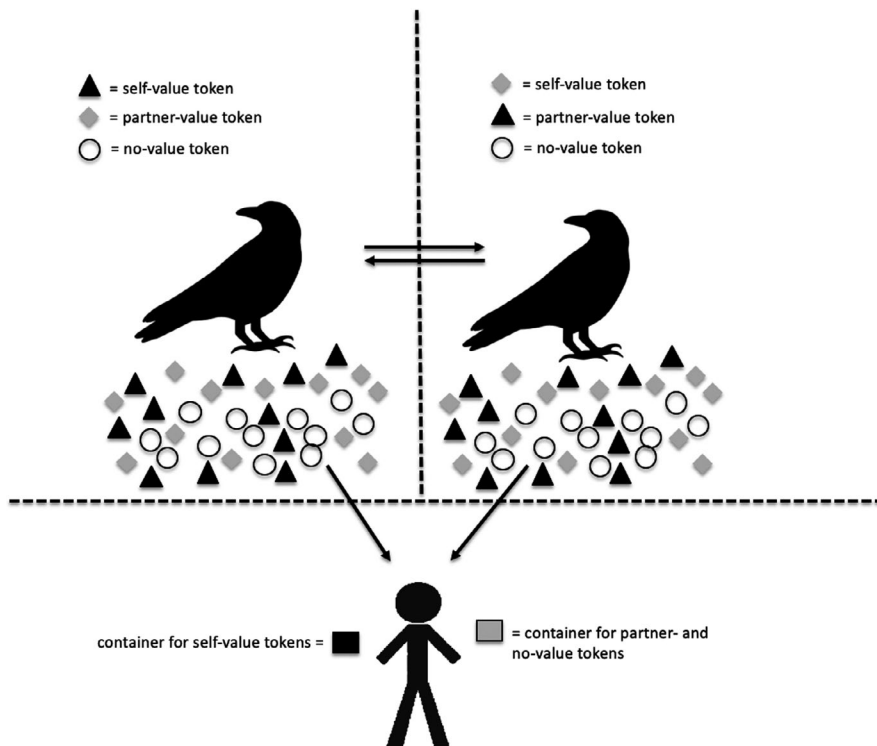 = self-value token
= partner-value token
= no-value token
= self-value token
= partner-value token
= no-value token
container for self-value tokens =
= container for partner- and
no-value tokens